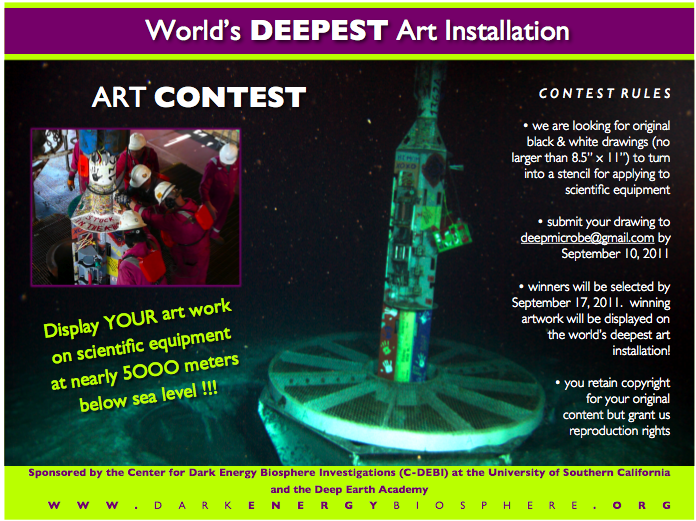 World's DEEPEST Art Installation
ART CONTEST
CONTEST RULES
• we are looking for original
black & white drawings (no
larger than 8.5" x 11") to turn
into a stencil for applying to
scientific equipment
• submit your drawing to
deepmicrobe@gmail.com by
September 10, 2011
• winners will be selected by
September 17, 2011. winning
artwork will be displayed on
the world's deepest art
installation!
• you retain copyright
for your original
content but grant us
reproduction rights
Display YOUR art work
on scientific equipment
at nearly 5000 meters
below sea level !!!
Sponsored by the Center for Dark Energy Biosphere Investigations (C-DEBI) at the University of Southern California
and the Deep Earth Academy
WWW.DARKENERGYBIOSPHERE.ORG